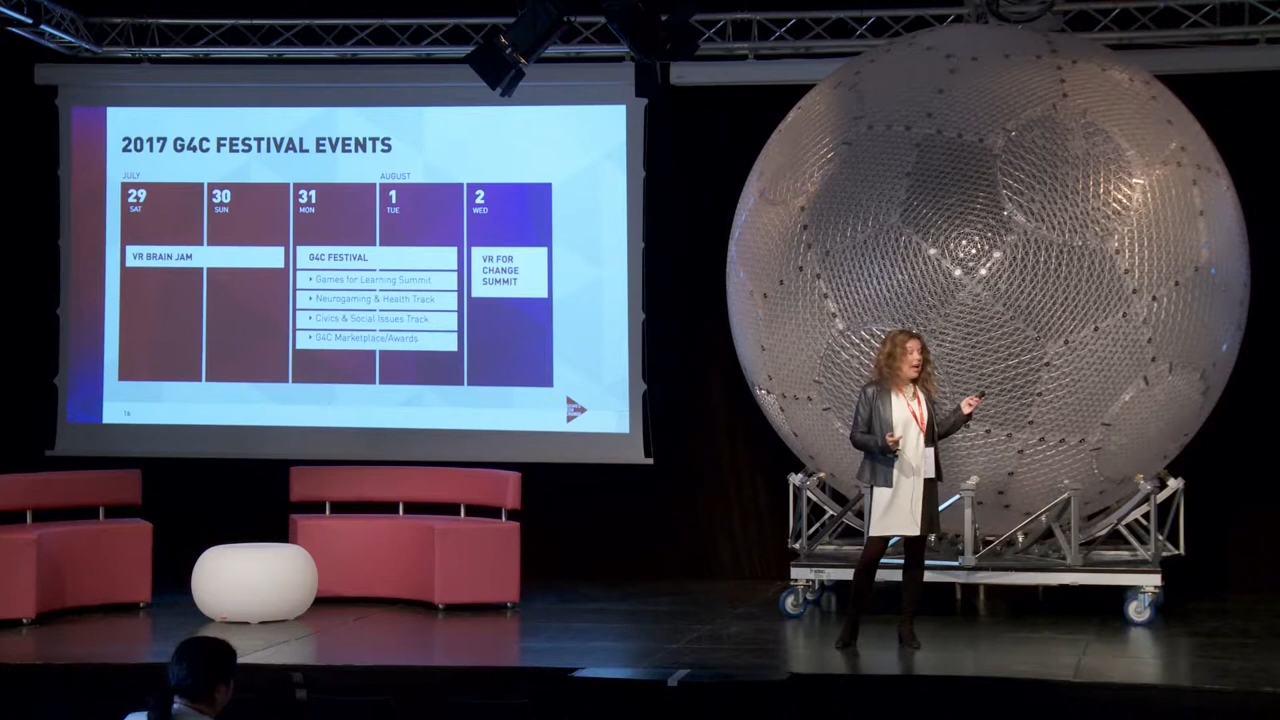 2017 G4C FESTIVAL EVENTS
JULY
AUGUST
29
SAT
30
SUN
31
MON
1
TUE
2
WED
VR BRAIN JAM
G4C FESTIVAL
‣ Games for Learning Summit
‣ Neurogaming & Health Track
‣ Civics & Social Issues Track
‣ G4C Marketplace/Awards
VR FOR
CHANGE
SUMMIT
16